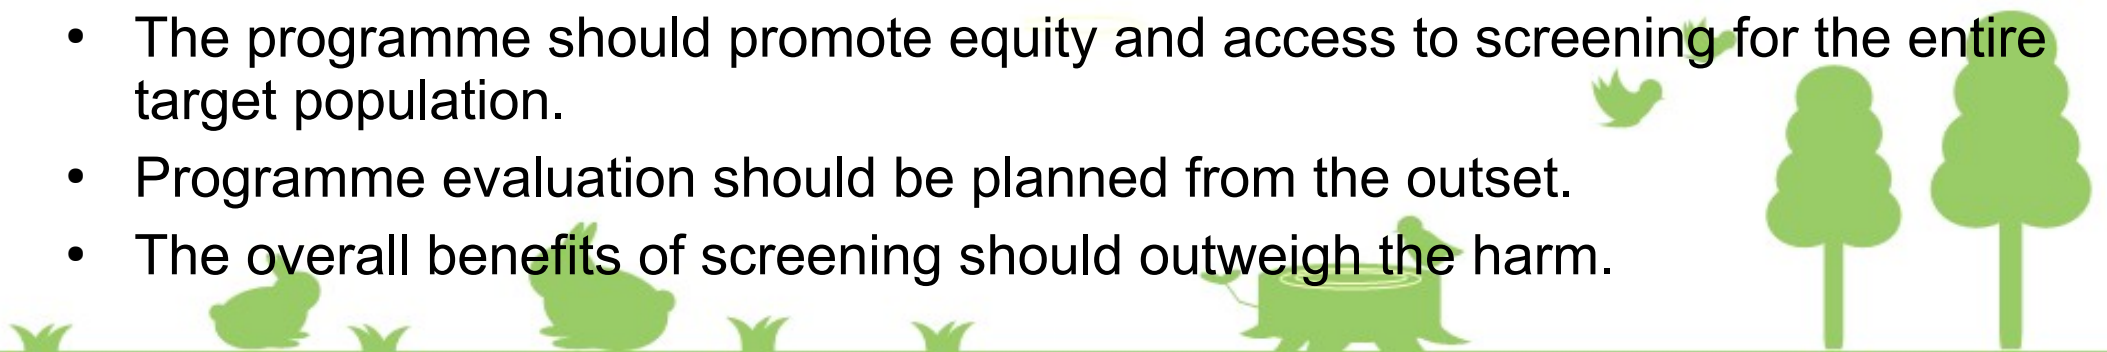 • The programme should promote equity and access to screening for the entire
target population.
• Programme evaluation should be planned from the outset.
• The overall benefits of screening should outweigh the harm.